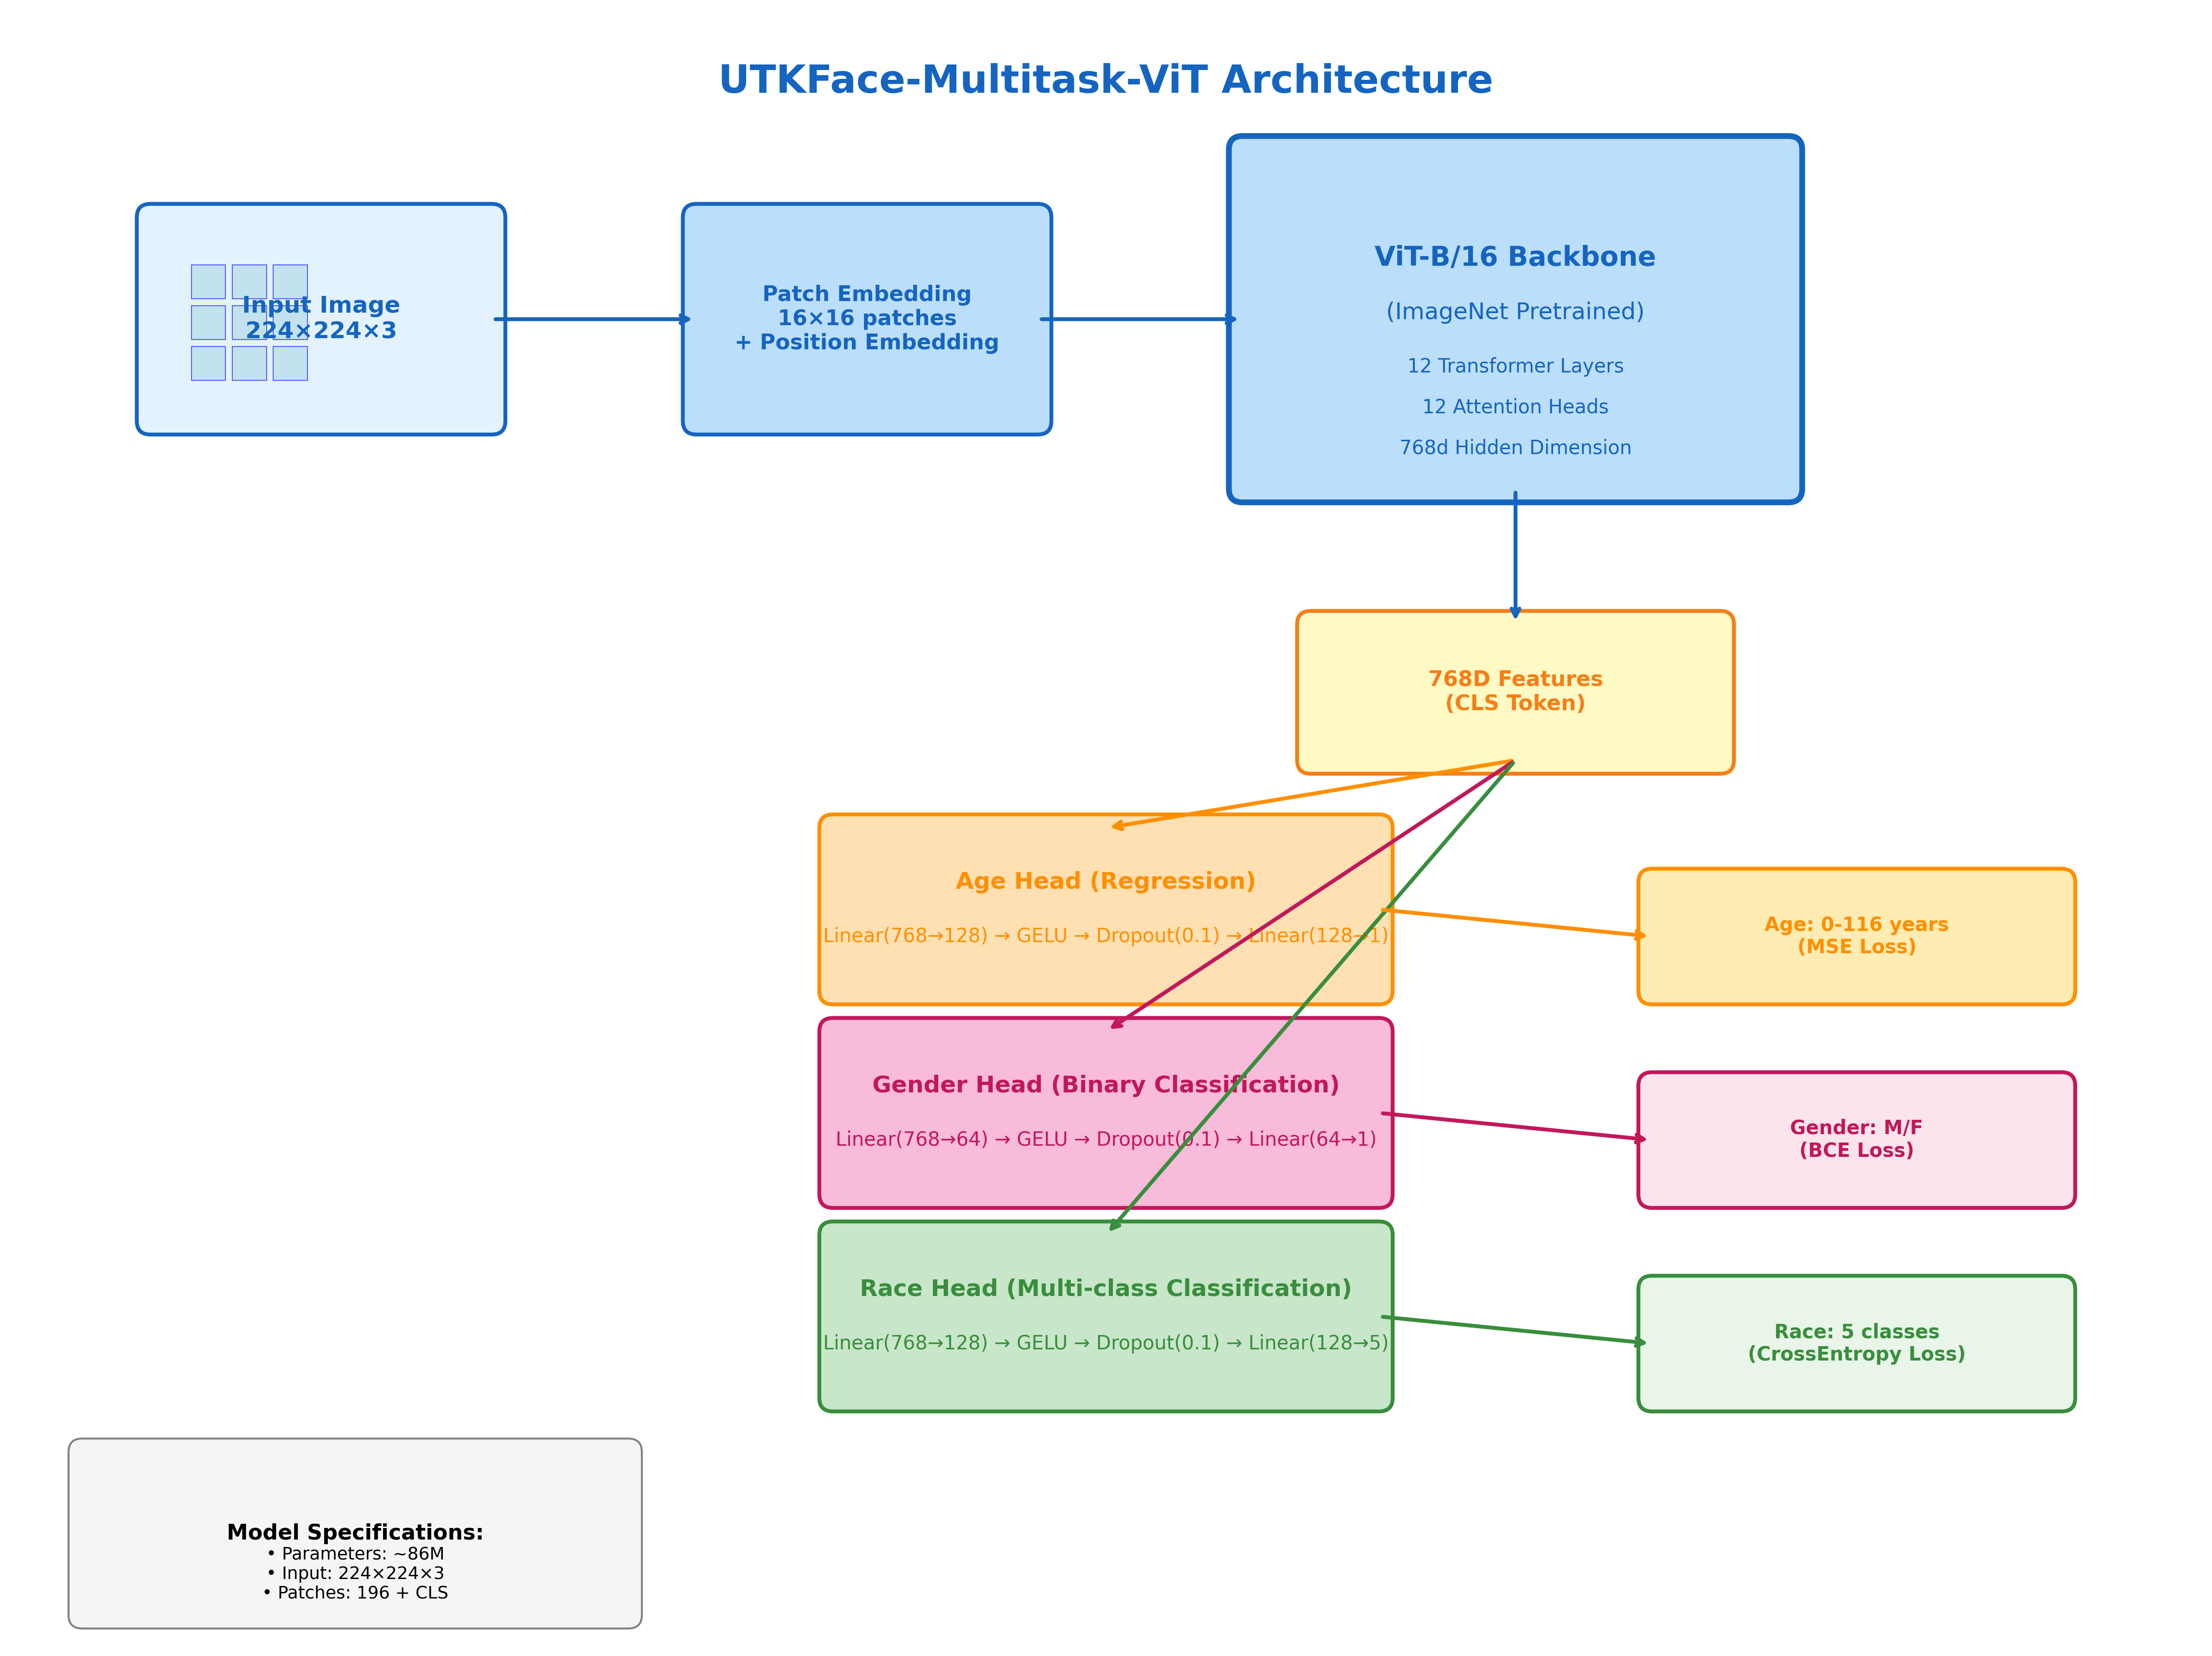 UTKFace-Multitask-ViT Architecture
Input Image
224×224×3
Patch Embedding
16×16 patches
+ Position Embedding
ViT-B/16 Backbone
(ImageNet Pretrained)
12 Transformer Layers
12 Attention Heads
768d Hidden Dimension
768D Features
(CLS Token)
Age Head (Regression)
Linear(768→128) → GELU → Dropout(0.1) → Linear(128→1)
Age: 0-116 years
(MSE Loss)
Gender Head (Binary Classification)
Linear(768→64) → GELU → Dropout(0.1) → Linear(64→1)
Gender: M/F
(BCE Loss)
Race Head (Multi-class Classification)
Linear(768→128) → GELU → Dropout(0.1) → Linear(128→5)
Race: 5 classes
(CrossEntropy Loss)
Model Specifications:
• Parameters: ~86M
• Input: 224×224×3
• Patches: 196 + CLS